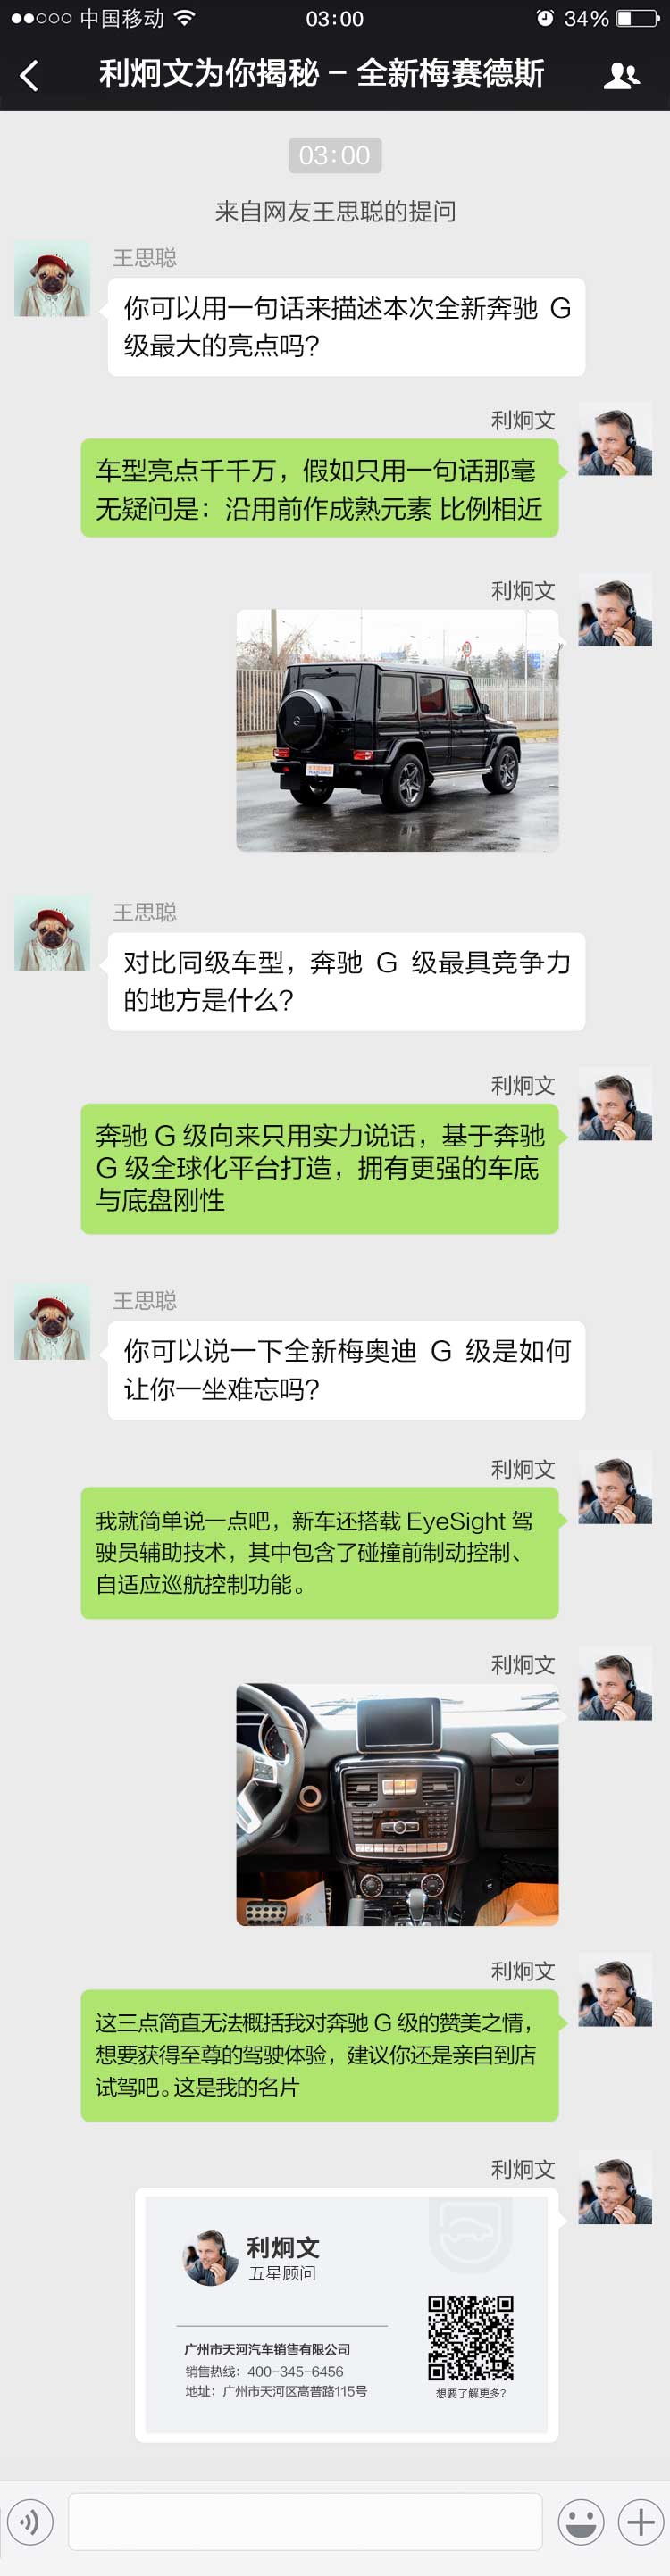 中国移动
03:00
34%
利炯文为你揭秘 – 全新梅赛德斯
03:00
来自网友王思聪的提问
王思聪
你可以用一句话来描述本次全新奔驰 G
级最大的亮点吗?
利炯文
车型亮点千千万，假如只用一句话那毫
无疑问是：沿用前作成熟元素 比例相近
利炯文
王思聪
对比同级车型，奔驰 G 级最具竞争力
的地方是什么?
利炯文
奔驰 G 级向来只用实力说话，基于奔驰
G 级全球化平台打造，拥有更强的车底
与底盘刚性
王思聪
你可以说一下全新梅奥迪 G 级是如何
让你一坐难忘吗?
利炯文
我就简单说一点吧，新车还搭载 EyeSight 驾
驶员辅助技术，其中包含了碰撞前制动控制、
自适应巡航控制功能。
利炯文
利炯文
这三点简直无法概括我对奔驰 G 级的赞美之情，
想要获得至尊的驾驶体验，建议你还是亲自到店
试驾吧。这是我的名片
利炯文
利炯文
五星顾问
广州市天河汽车销售有限公司
销售热线：400-345-6456
地址：广州市天河区高普路115号
想要了解更多?